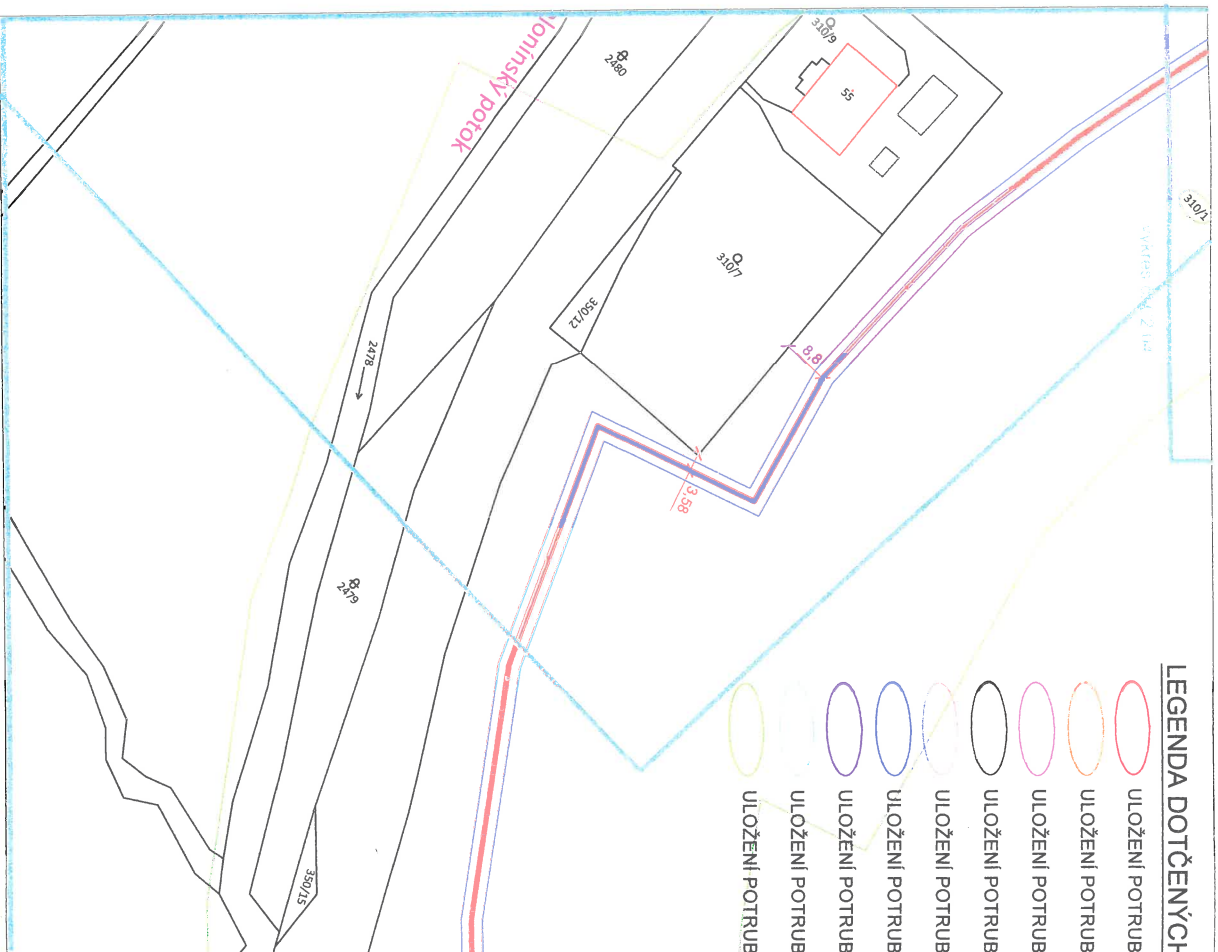 LEGENDA DOTČENÝCH
ULOŽENÍ POTRUB
ULOŽENÍ POTRUB
ULOŽENÍ POTRUB
ULOŽENÍ POTRUB
ULOŽENÍ POTRUB
ULOŽENÍ POTRUB
ULOŽENÍ POTRUB
ULOŽENÍ POTRUB
ULOŽENÍ POTRUB
310/1
310/9
55
8,8
310/7
3,58
2480
350/12
potok
2478
2479
350/15